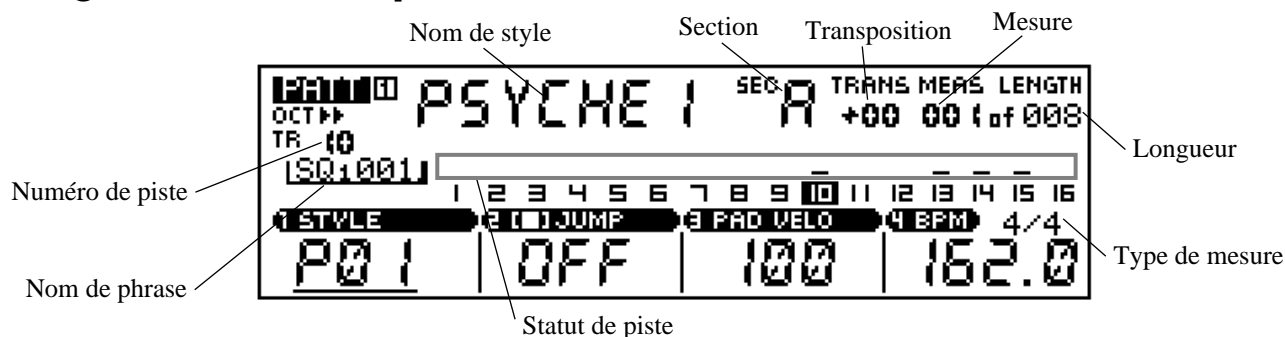 Nom de style
Section
Transposition
Mesure
PATT 1
PSYCHE1
SEC A
TRANS MEAS LENGTH
+00 001 of 008
OCT
TR 10
SQ:001
Longueur
Numéro de piste
1 2 3 4 5 6 7 8 9 10 11 12 13 14 15 16
1 STYLE
2 [ ] JUMP
3 PAD VELO
4 BPM
4/4
P01
OFF
100
162.0
Type de mesure
Nom de phrase
Statut de piste